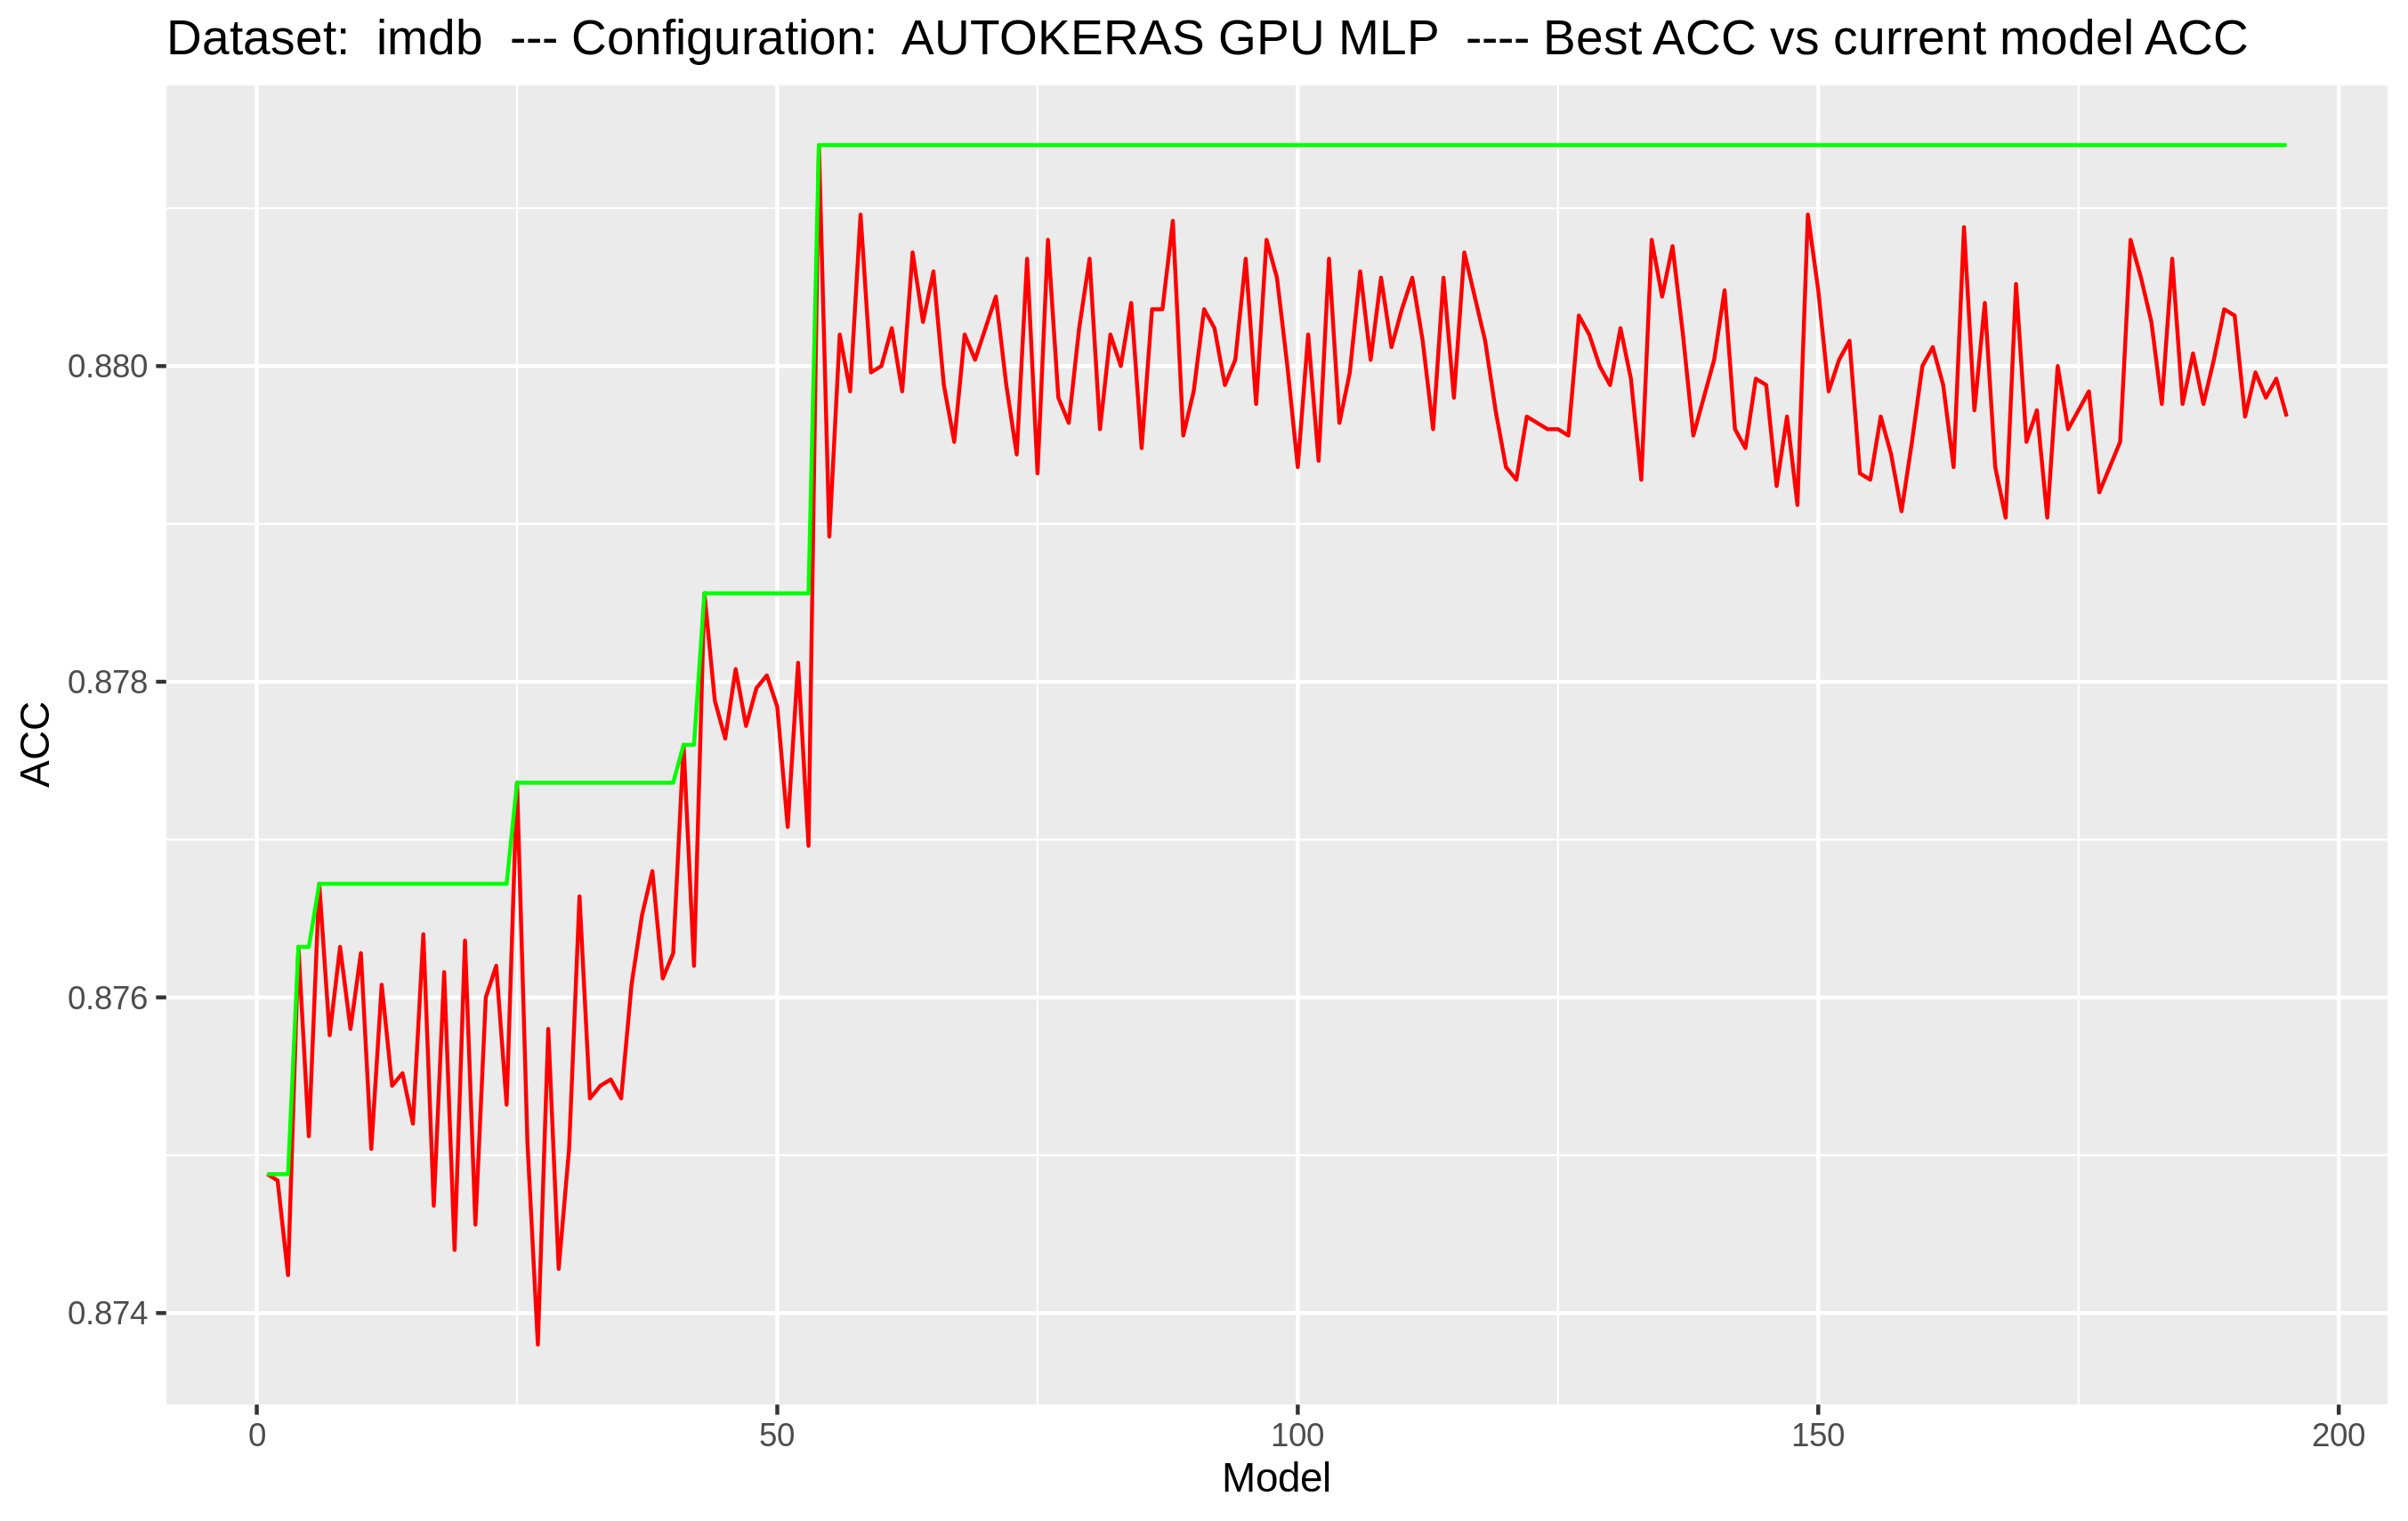 Dataset:  imdb  --- Configuration:  AUTOKERAS GPU MLP  ---- Best ACC vs current model ACC
ACC
0.880
0.878
0.876
0.874
0 50 100 150 200
Model